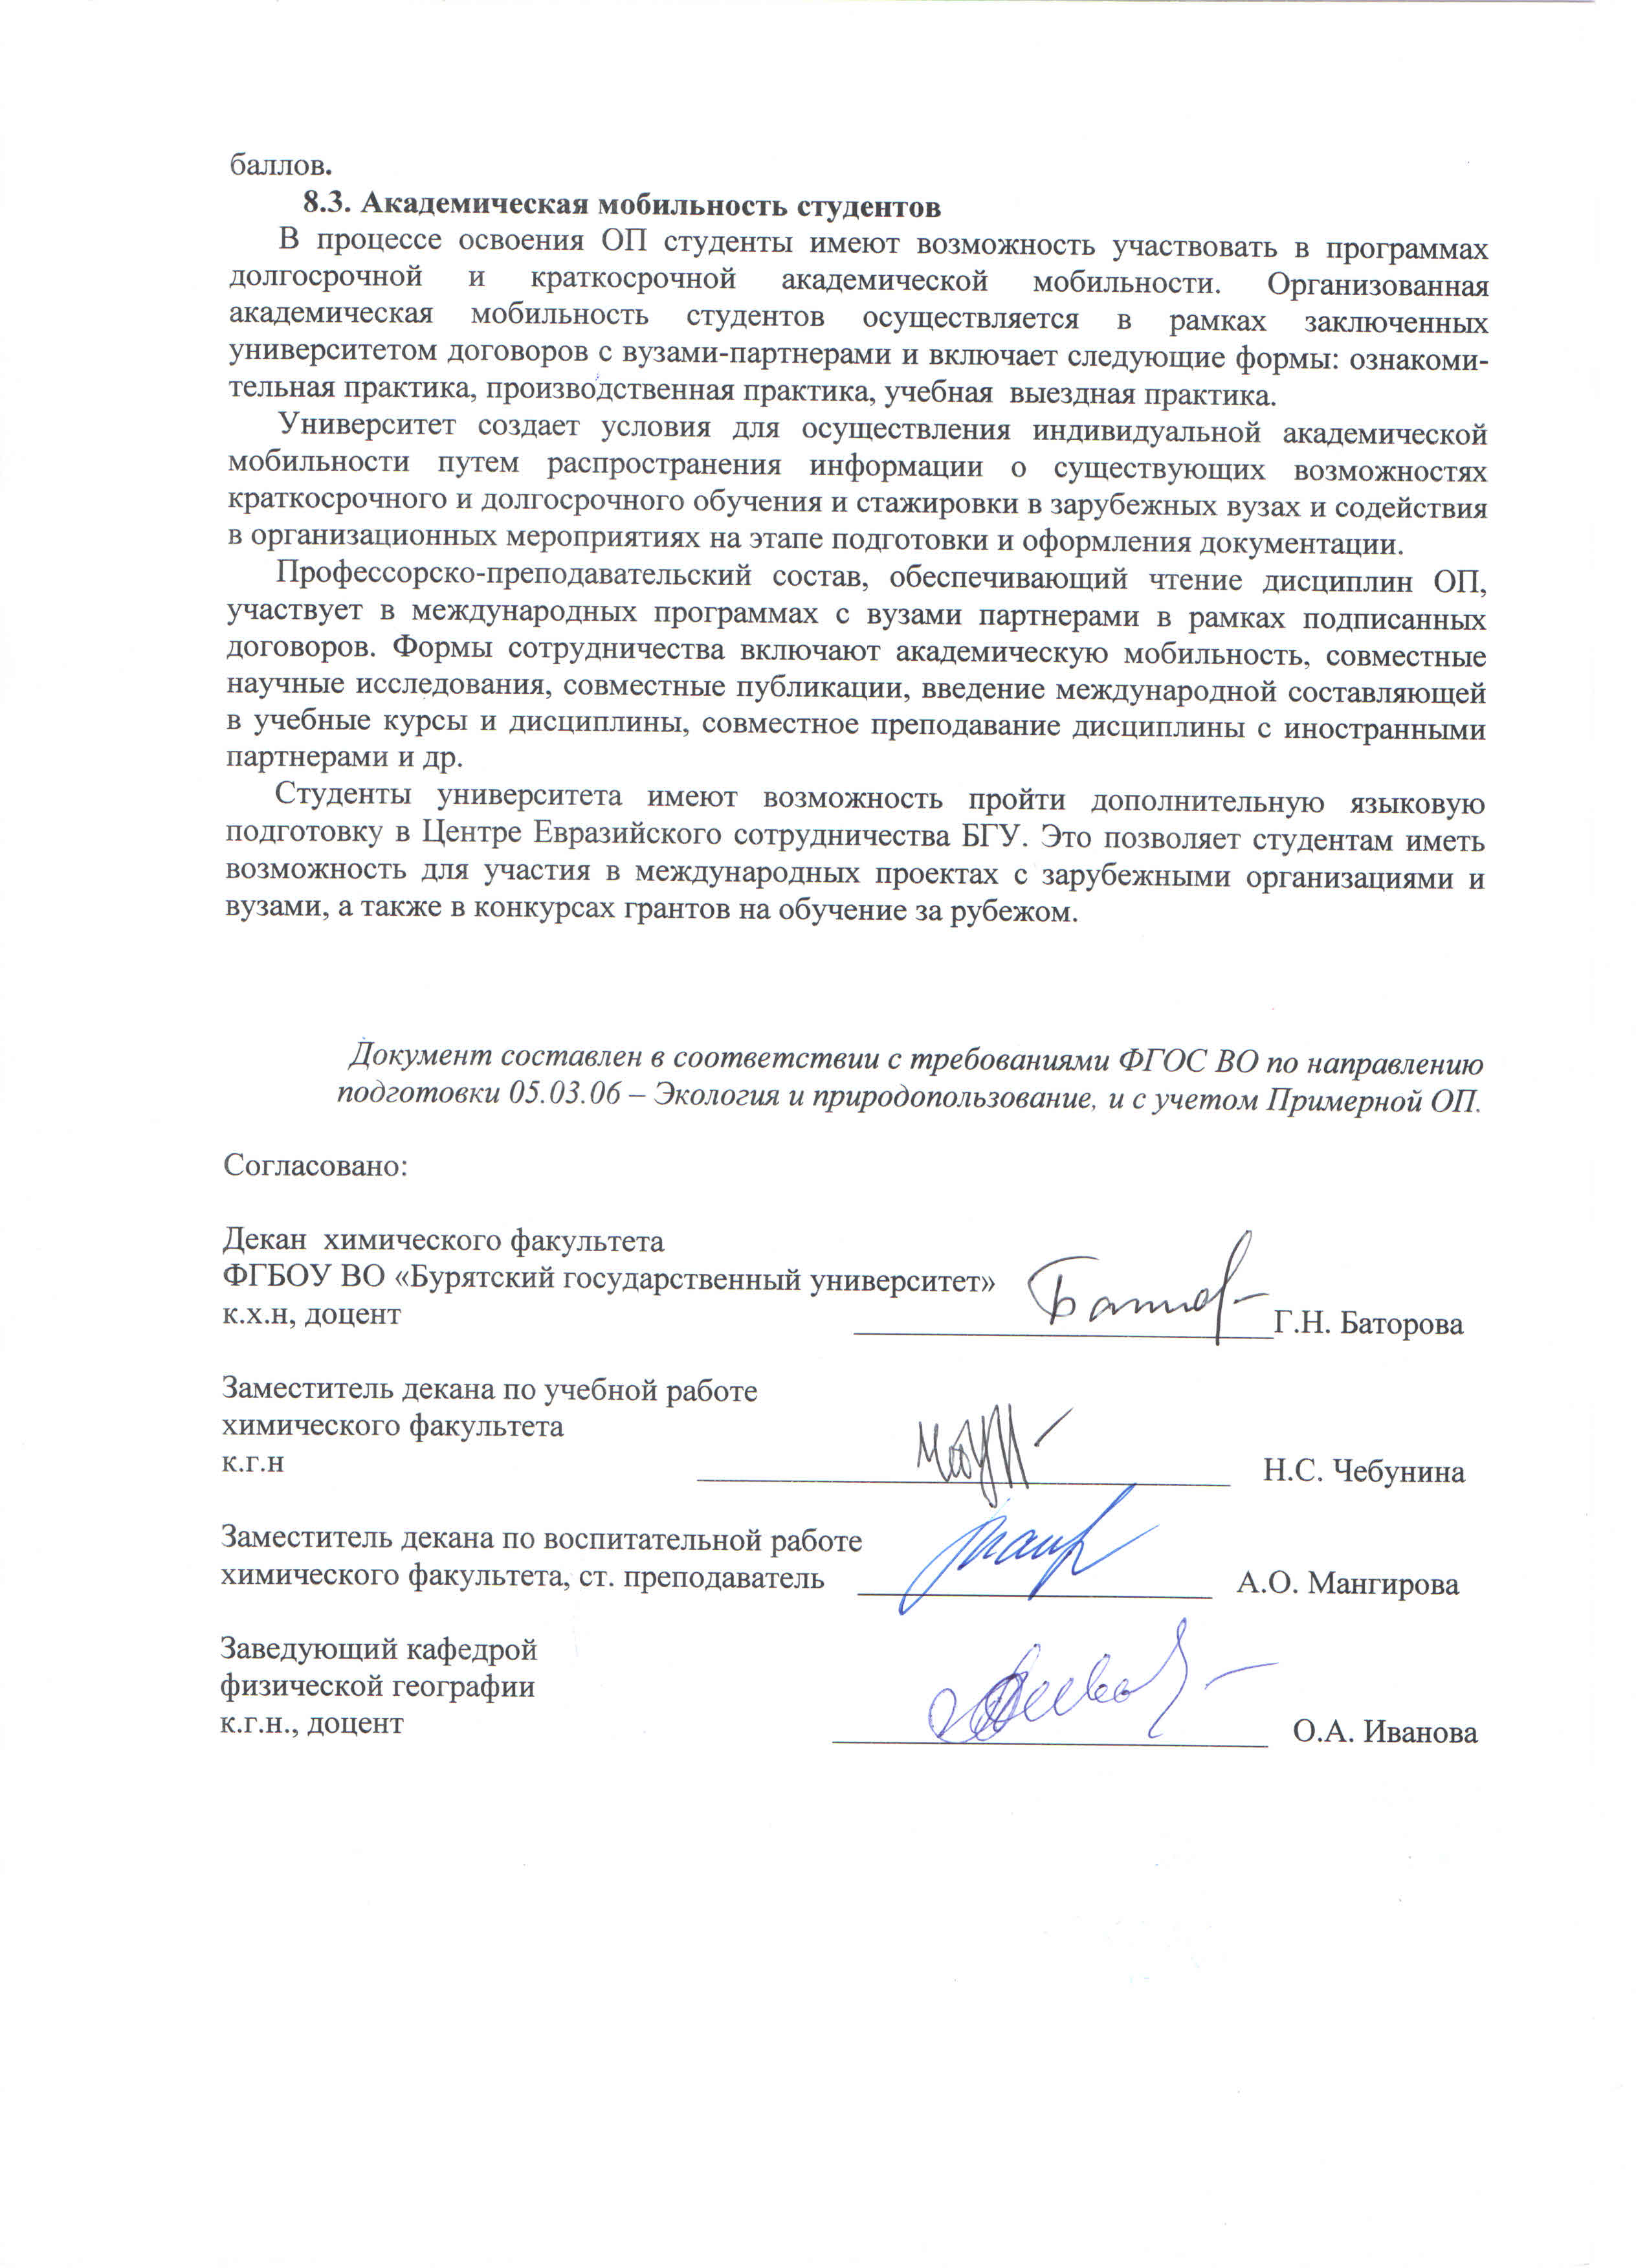 баллов.
8.3. Академическая мобильность студентов
В процессе освоения ОП студенты имеют возможность участвовать в программах
долгосрочной и краткосрочной академической мобильности. Организованная
академическая мобильность студентов осуществляется в рамках заключенных
университетом договоров с вузами-партнерами и включает следующие формы: ознакоми-
тельная практика, производственная практика, учебная выездная практика.
Университет создает условия для осуществления индивидуальной академической
мобильности путем распространения информации о существующих возможностях
краткосрочного и долгосрочного обучения и стажировки в зарубежных вузах и содействия
в организационных мероприятиях на этапе подготовки и оформления документации.
Профессорско-преподавательский состав, обеспечивающий чтение дисциплин ОП,
участвует в международных программах с вузами партнерами в рамках подписанных
договоров. Формы сотрудничества включают академическую мобильность, совместные
научные исследования, совместные публикации, введение международной составляющей
в учебные курсы и дисциплины, совместное преподавание дисциплины с иностранными
партнерами и др.
Студенты университета имеют возможность пройти дополнительную языковую
подготовку в Центре Евразийского сотрудничества БГУ. Это позволяет студентам иметь
возможность для участия в международных проектах с зарубежными организациями и
вузами, а также в конкурсах грантов на обучение за рубежом.
Документ составлен в соответствии с требованиями ФГОС ВО по направлению
подготовки 05.03.06 – Экология и природопользование, и с учетом Примерной ОП.
Согласовано:
Декан химического факультета
ФГБОУ ВО «Бурятский государственный университет»
к.х.н, доцент Г.Н. Баторова
Заместитель декана по учебной работе
химического факультета
к.г.н Н.С. Чебунина
Заместитель декана по воспитательной работе
химического факультета, ст. преподаватель А.О. Мангирова
Заведующий кафедрой
физической географии
к.г.н., доцент О.А. Иванова